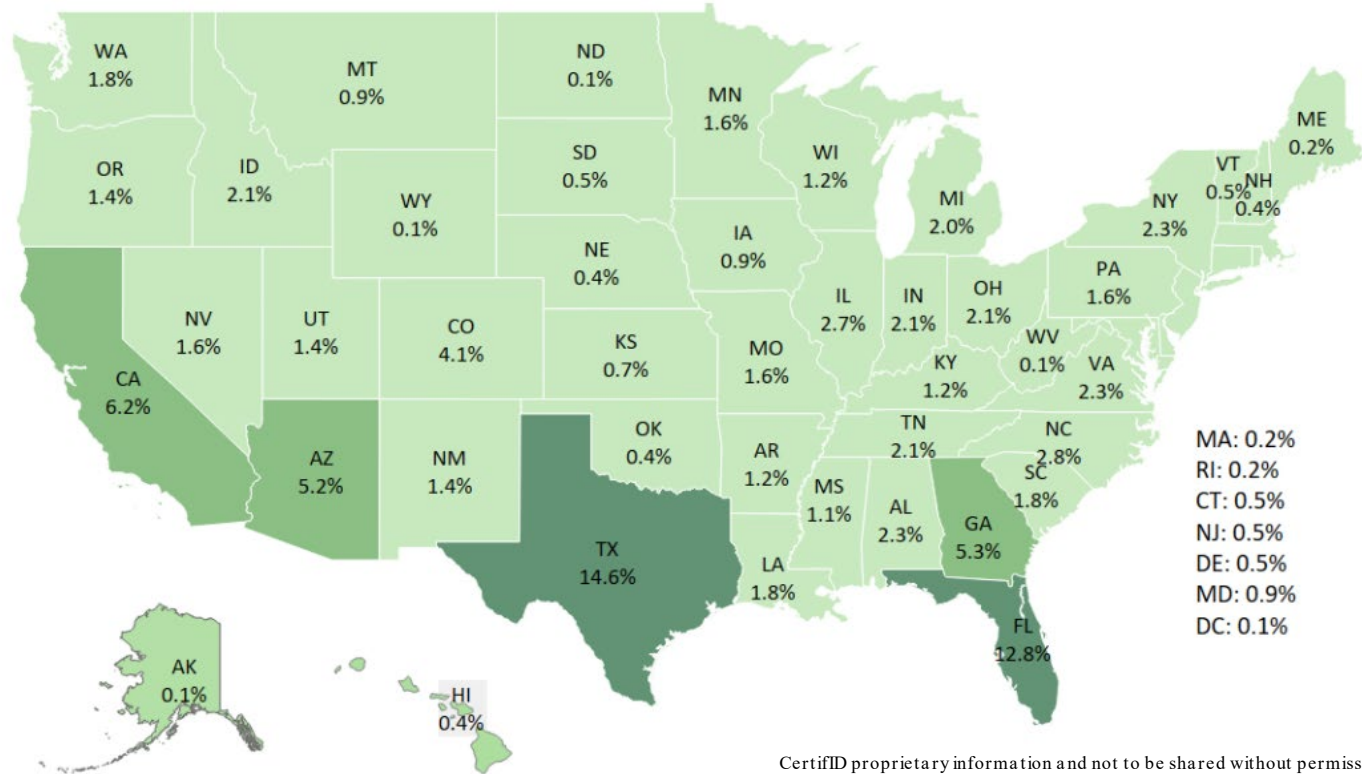 WA
1.8%
MT
0.9%
ND
0.1%
MN
1.6%
ME
0.2%
OR
1.4%
ID
2.1%
SD
0.5%
WI
1.2%
VT
0.5%
NH
0.4%
WY
0.1%
MI
2.0%
NY
2.3%
NE
0.4%
IA
0.9%
PA
1.6%
NV
1.6%
UT
1.4%
CO
4.1%
IL
2.7%
IN
2.1%
OH
2.1%
KS
0.7%
MO
1.6%
WV
0.1%
KY
1.2%
VA
2.3%
CA
6.2%
AZ
5.2%
NM
1.4%
OK
0.4%
AR
1.2%
TN
2.1%
NC
2.8%
SC
1.8%
MS
1.1%
AL
2.3%
GA
5.3%
TX
14.6%
LA
1.8%
FL
12.8%
MA: 0.2%
RI: 0.2%
CT: 0.5%
NJ: 0.5%
DE: 0.5%
MD: 0.9%
DC: 0.1%
AK
0.1%
HI
0.4%
CertifID proprietary information and not to be shared without permiss